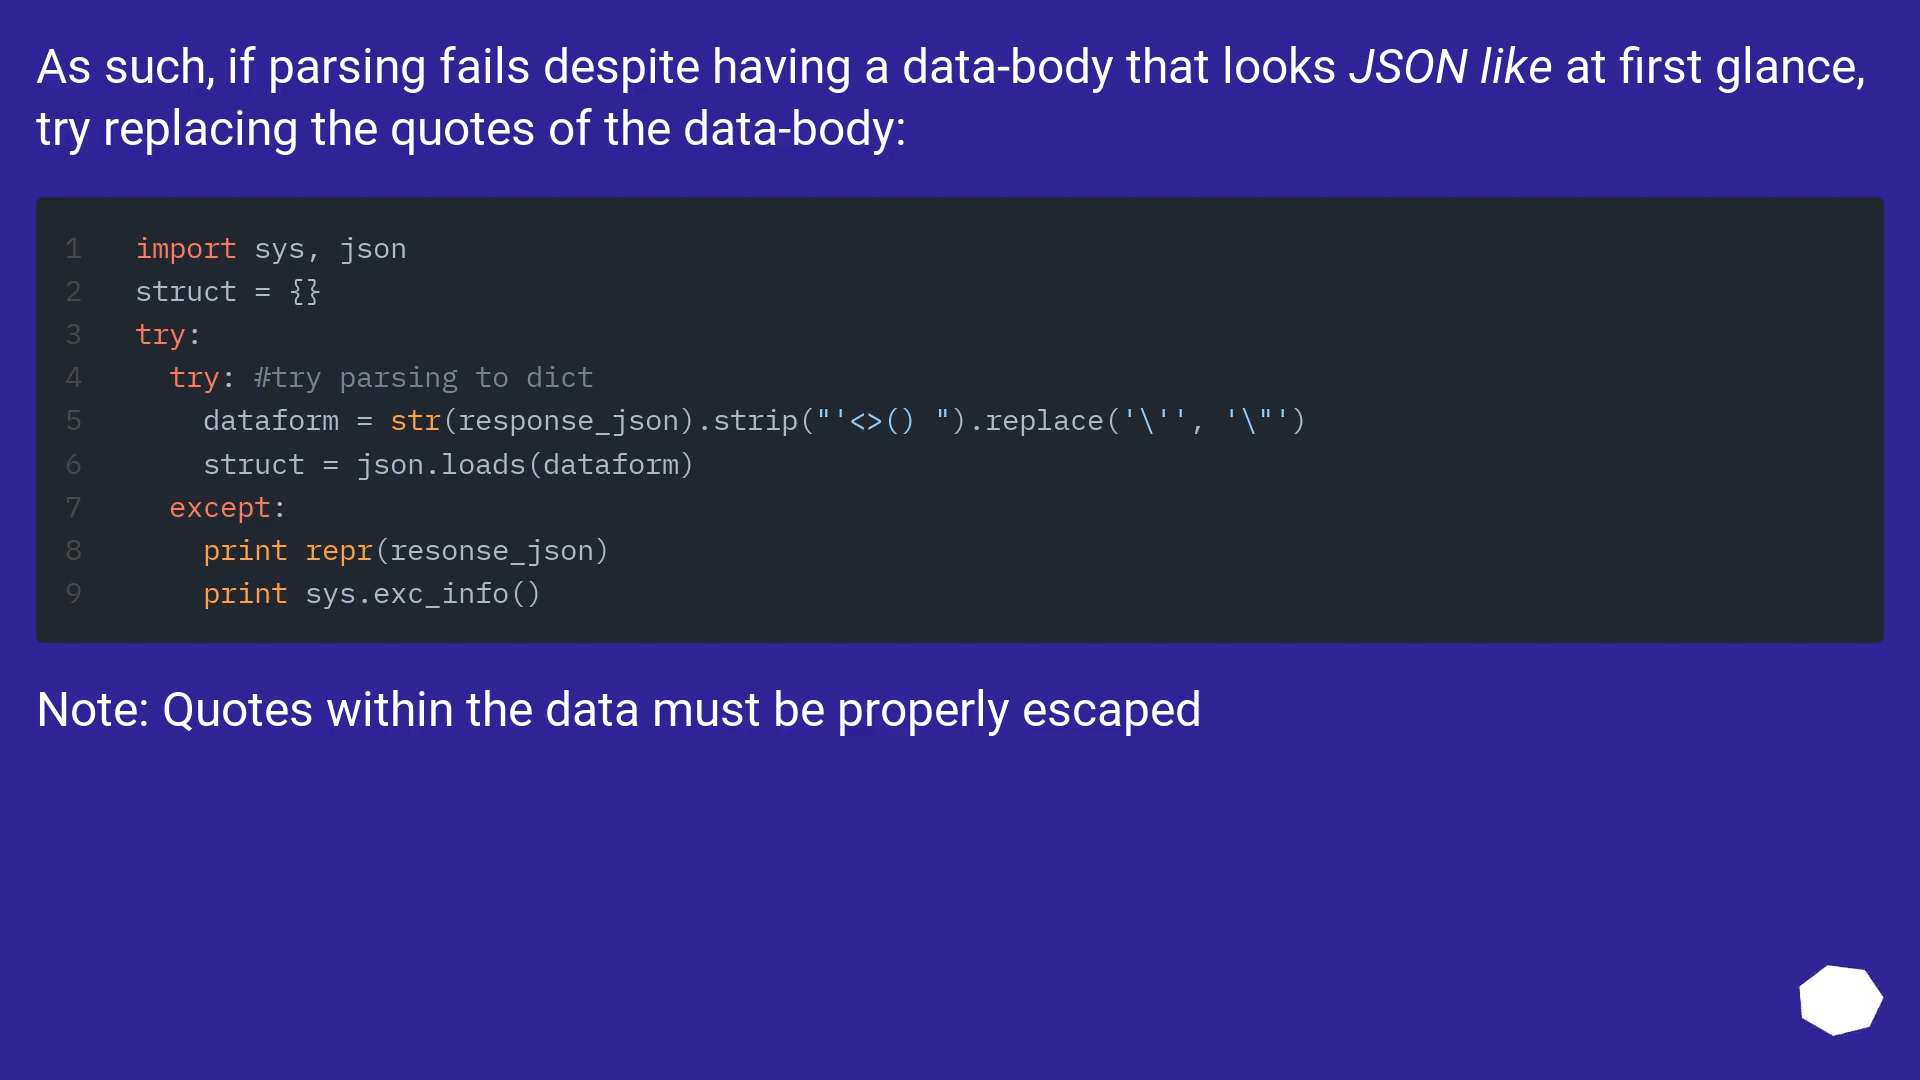 As such, if parsing fails despite having a data-body that looks JSON like at first glance,
try replacing the quotes of the data-body:
1 import sys, json
2 struct = {}
3 try:
4   try: #try parsing to dict
5     dataform = str(response_json).strip("'<>() ").replace('\'', '\"')
6     struct = json.loads(dataform)
7   except:
8     print repr(resonse_json)
9     print sys.exc_info()
Note: Quotes within the data must be properly escaped